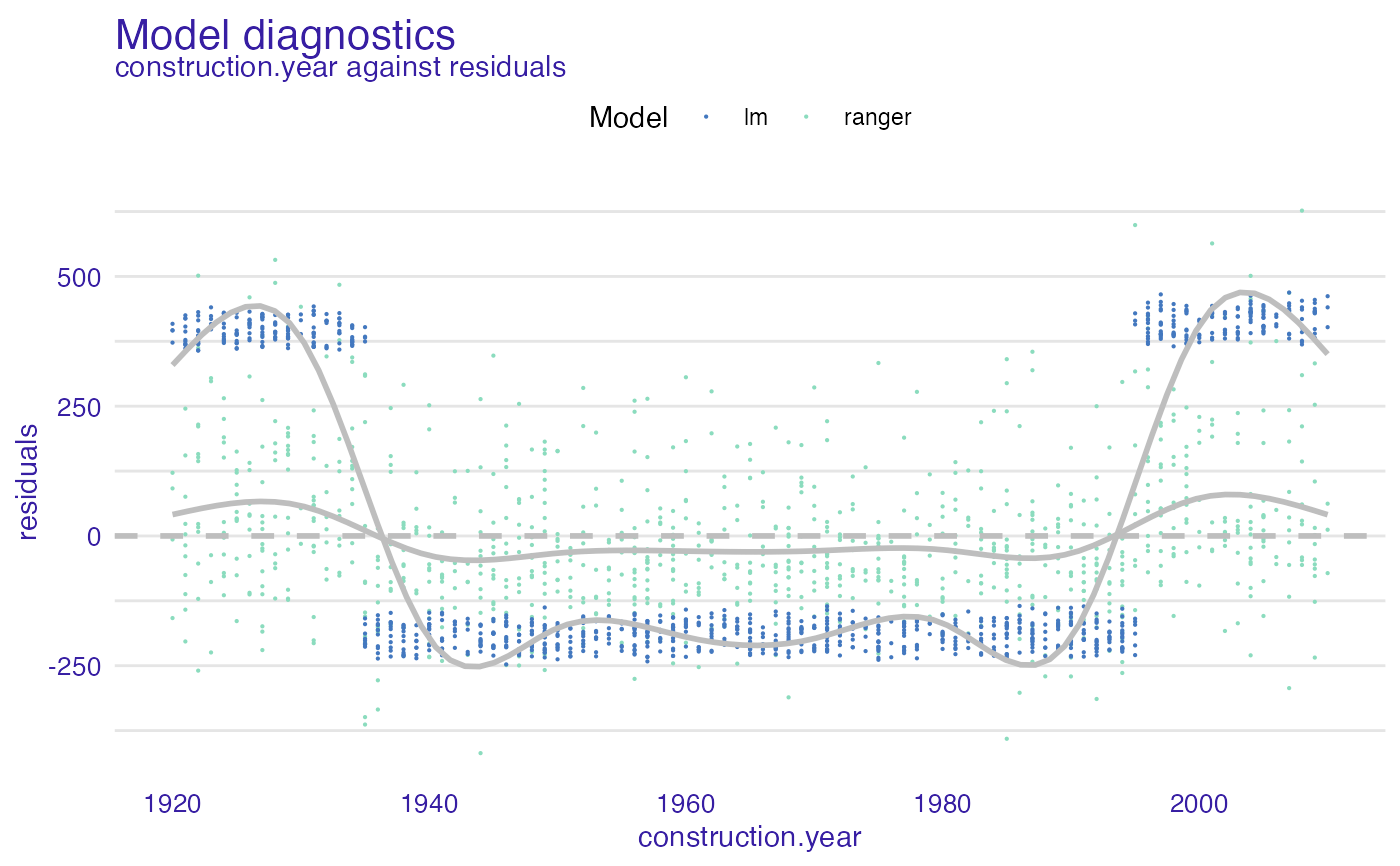 Model diagnostics
construction.year against residuals
Model lm ranger
500
250
0
-250
residuals
1920 1940 1960 1980 2000
construction.year